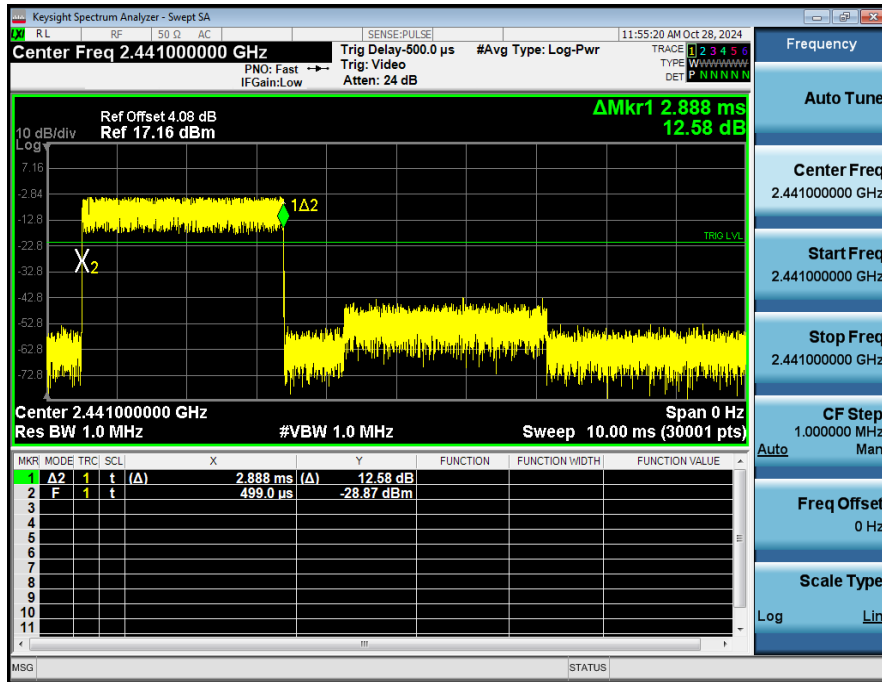 Keysight Spectrum Analyzer - Swept SA
LXI RL RF 50 Ω AC SENSE:PULSE 11:55:20 AM Oct 28, 2024
Center Freq 2.441000000 GHz
PNO: Fast
IFGain:Low
Trig Delay-500.0 µs
Trig: Video
Atten: 24 dB
#Avg Type: Log-Pwr
TRACE 1 2 3 4 5 6
TYPE WWWWWW
DET P N N N N N
ΔMkr1 2.888 ms
12.58 dB
Ref Offset 4.08 dB
10 dB/div Ref 17.16 dBm
Log
7.16
-2.84
-12.8
-22.8
-32.8
-42.8
-52.8
-62.8
-72.8
1Δ2
TRIG LVL
X2
Center 2.441000000 GHz Span 0 Hz
Res BW 1.0 MHz #VBW 1.0 MHz Sweep 10.00 ms (30001 pts)
MKR MODE TRC SCL X Y FUNCTION FUNCTION WIDTH FUNCTION VALUE
1 Δ2 1 t (Δ) 2.888 ms (Δ) 12.58 dB
2 F 1 t 499.0 µs -28.87 dBm
3
4
5
6
7
8
9
10
11
MSG STATUS
Frequency
Auto Tune
Center Freq
2.441000000 GHz
Start Freq
2.441000000 GHz
Stop Freq
2.441000000 GHz
CF Step
1.000000 MHz
Auto Man
Freq Offset
0 Hz
Scale Type
Log Lin